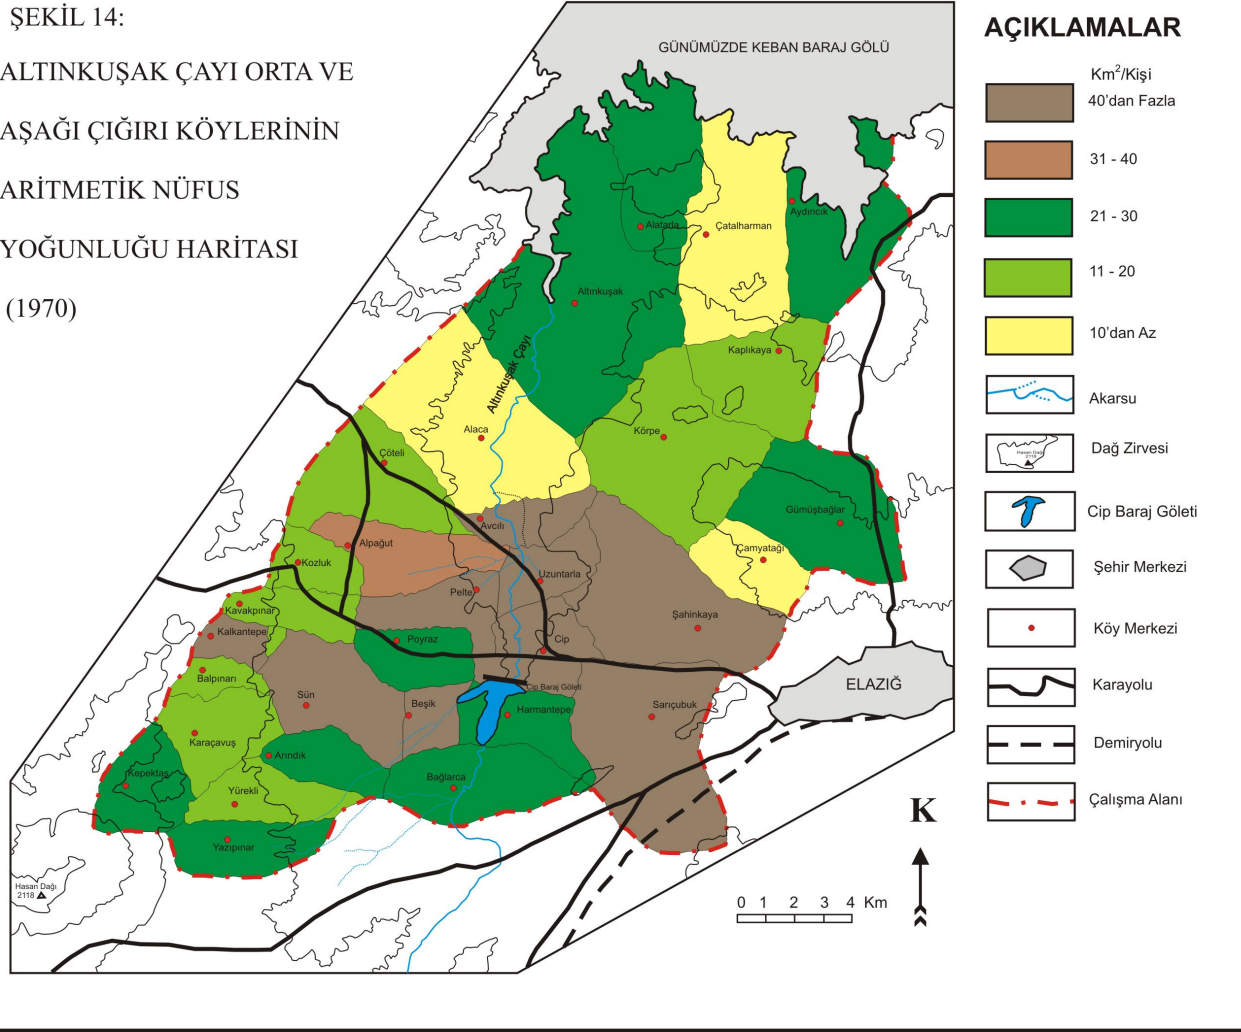 ŞEKİL 14:
ALTINKUŞAK ÇAYI ORTA VE
AŞAĞI ÇIĞIRI KÖYLERİNİN
ARİTMETİK NÜFUS
YOĞUNLUĞU HARİTASI
(1970)
GÜNÜMÜZDE KEBAN BARAJ GÖLÜ
Aydıncık
Alatarla
Çatalharman
Altınkuşak
Kaplıkaya
Altınkuşak Çayı
Alaca
Körpe
Çöteli
Gümüşbağlar
Avcılı
Alpağut
Çamyatağı
Kozluk
Uzuntarla
Pelte
Kavakpınar
Şahinkaya
Kalkantepe
Poyraz
Cip
Balpınarı
Cip Baraj Göleti
ELAZIĞ
Sün
Beşik
Harmantepe
Sarıçubuk
Karaçavuş
Arındık
Kepektaş
Bağlarca
Yürekli
Yazıpınar
Hasan Dağı
2118
K
0 1 2 3 4 Km
AÇIKLAMALAR
Km²/Kişi
40'dan Fazla
31 - 40
21 - 30
11 - 20
10'dan Az
Akarsu
Hasan Dağı
2118
Dağ Zirvesi
Cip Baraj Göleti
Şehir Merkezi
Köy Merkezi
Karayolu
Demiryolu
Çalışma Alanı